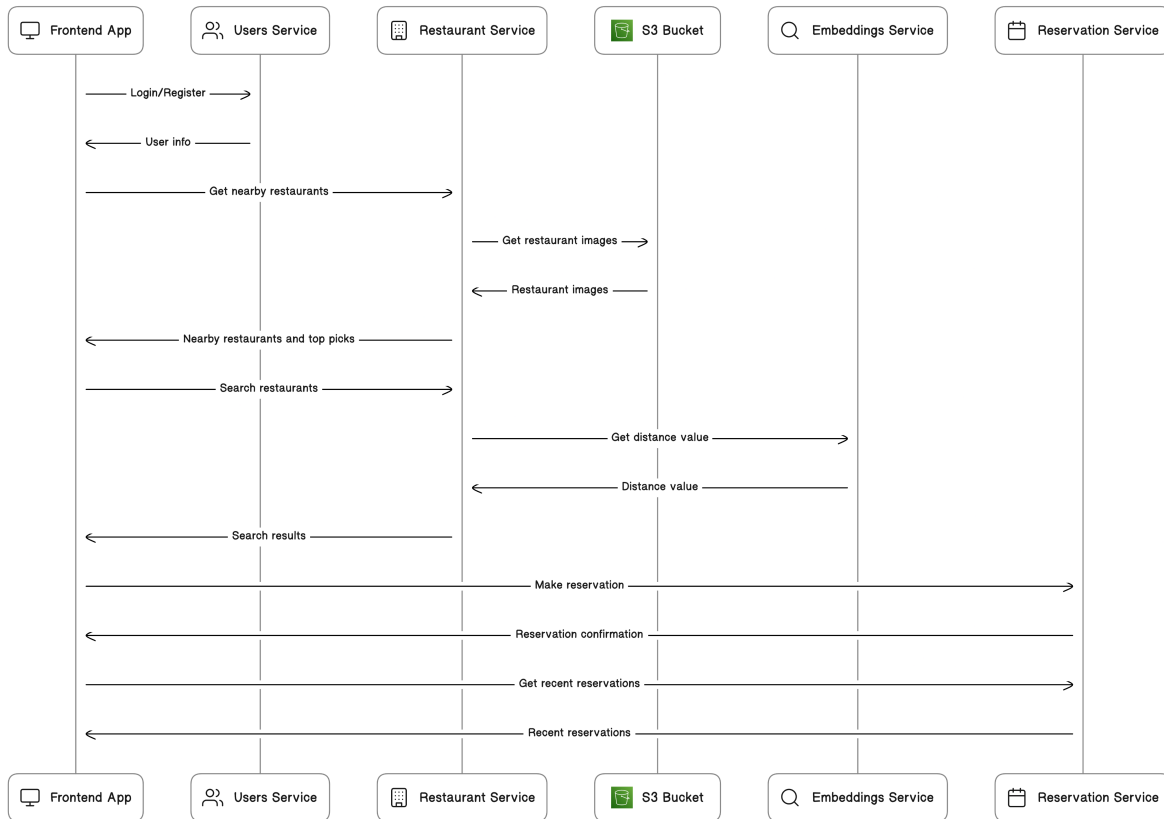 Frontend App
Users Service
Restaurant Service
S3 Bucket
Embeddings Service
Reservation Service
Login/Register
User info
Get nearby restaurants
Get restaurant images
Restaurant images
Nearby restaurants and top picks
Search restaurants
Get distance value
Distance value
Search results
Make reservation
Reservation confirmation
Get recent reservations
Recent reservations
Frontend App
Users Service
Restaurant Service
S3 Bucket
Embeddings Service
Reservation Service